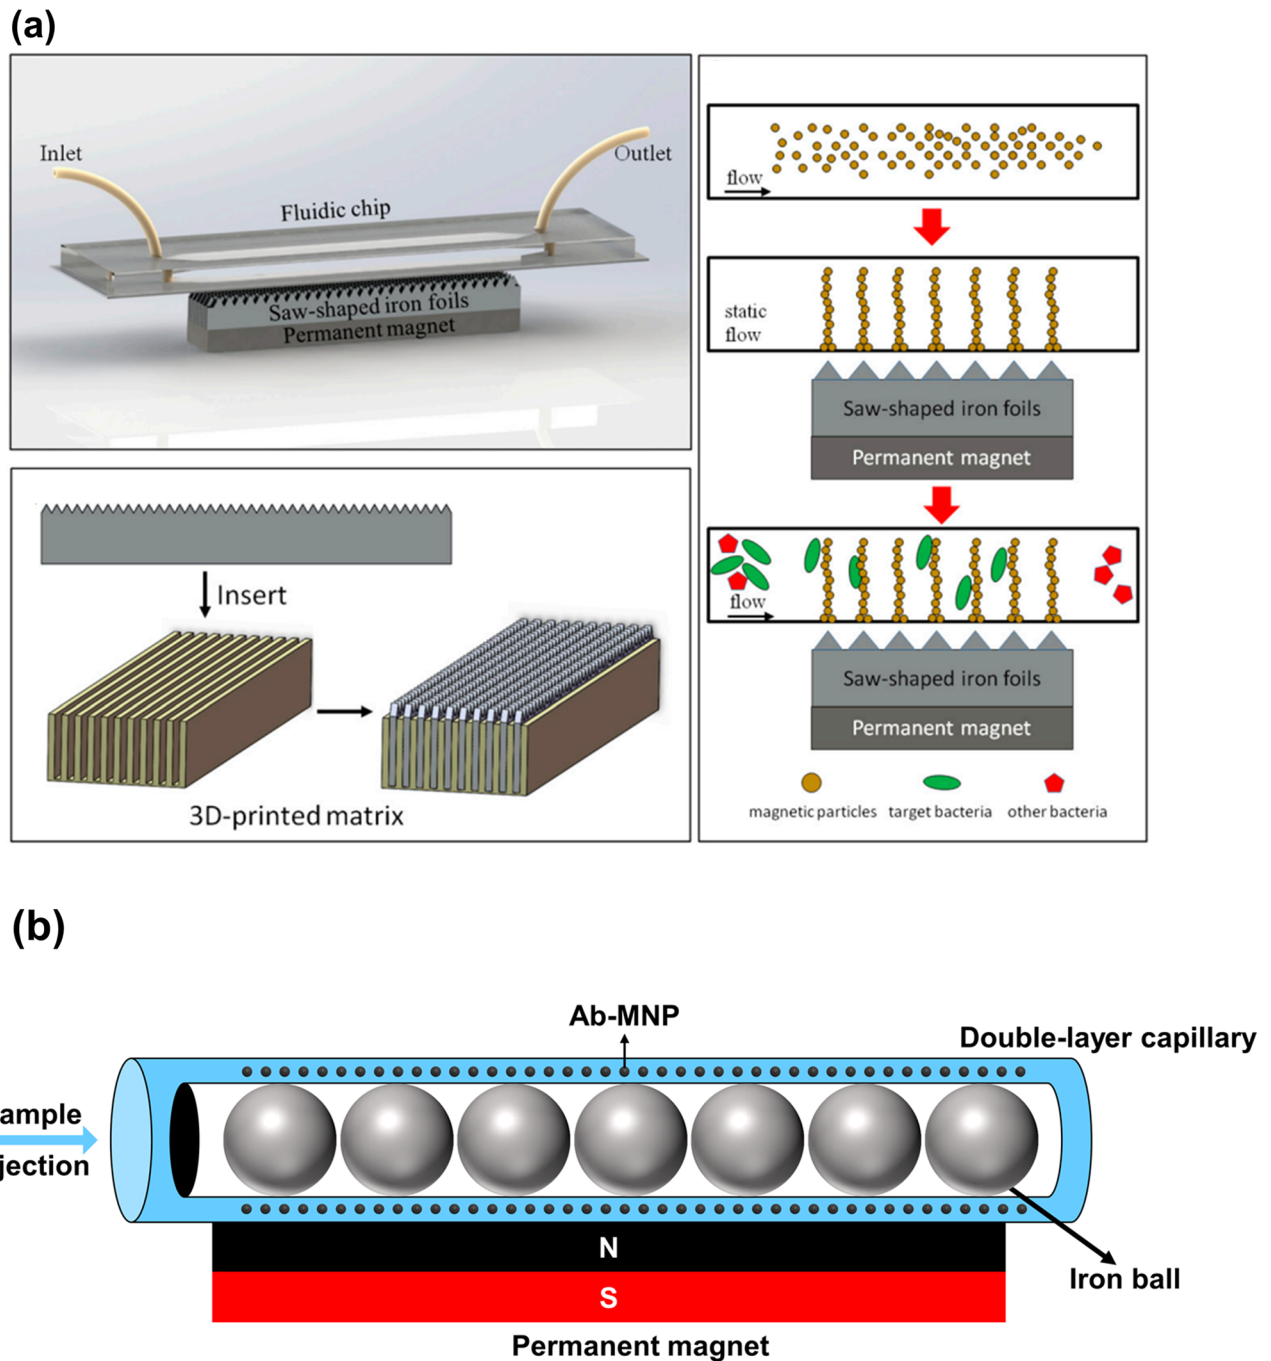 (a)
Inlet
Outlet
Fluidic chip
Saw-shaped iron foils
Permanent magnet
Insert
3D-printed matrix
flow
static
flow
Saw-shaped iron foils
Permanent magnet
flow
Saw-shaped iron foils
Permanent magnet
magnetic particles target bacteria other bacteria
(b)
Ab-MNP
Double-layer capillary
ample
jection
N
S
Iron ball
Permanent magnet